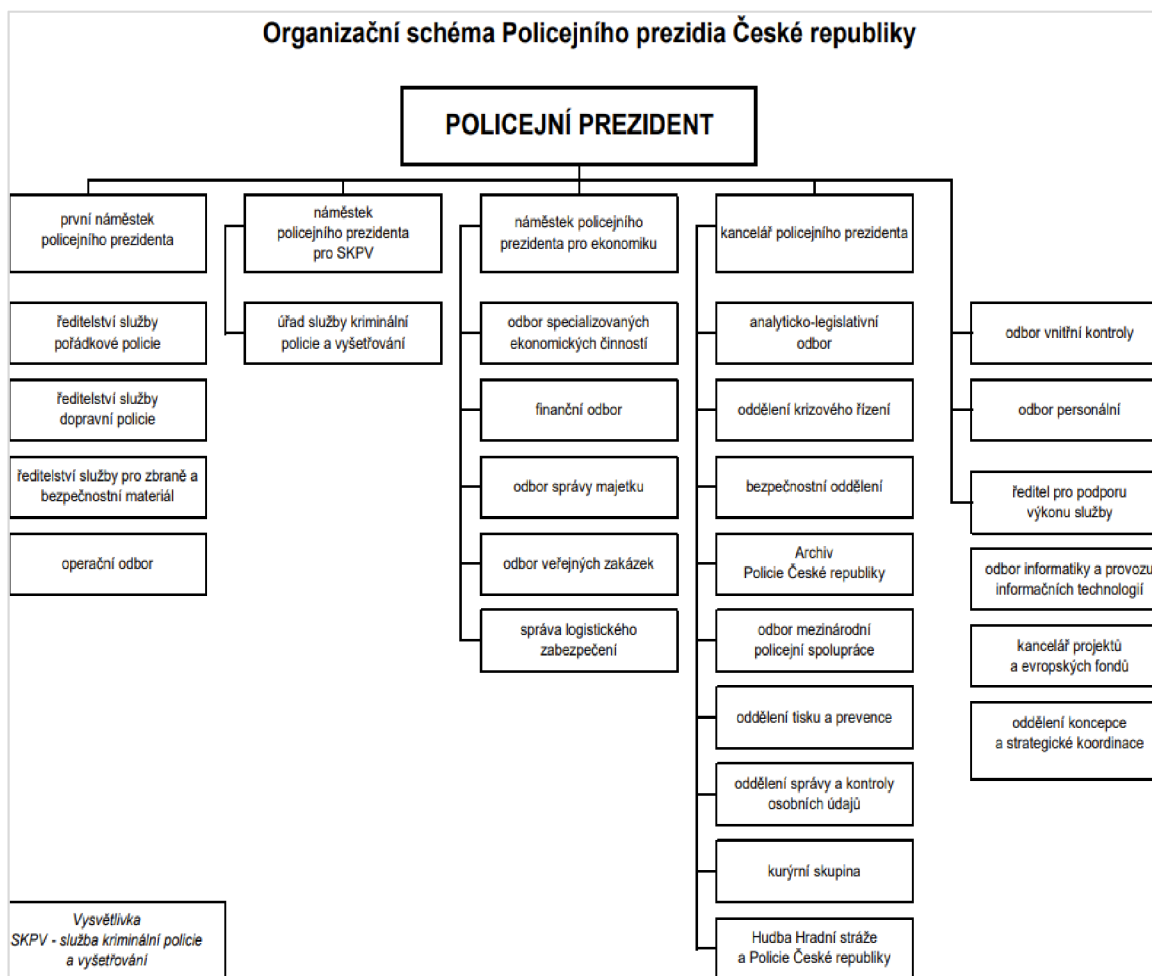 Organizační schéma Policejního prezidia České republiky
POLICEJNÍ PREZIDENT
první náměstek
policejního prezidenta
ředitelství služby
pořádkové policie
ředitelství služby
dopravní policie
ředitelství služby pro zbraně a
bezpečnostní materiál
operační odbor
náměstek
policejního prezidenta
pro SKPV
úřad služby kriminální
policie a vyšetřování
náměstek policejního
prezidenta pro ekonomiku
odbor specializovaných
ekonomických činností
finanční odbor
odbor správy majetku
odbor veřejných zakázek
správa logistického
zabezpečení
kancelář policejního prezidenta
analyticko-legislativní
odbor
oddělení krizového řízení
bezpečnostní oddělení
Archiv
Policie České republiky
odbor mezinárodní
policejní spolupráce
oddělení tisku a prevence
oddělení správy a kontroly
osobních údajů
kurýrní skupina
Hudba Hradní stráže
a Policie České republiky
odbor vnitřní kontroly
odbor personální
ředitel pro podporu
výkonu služby
odbor informatiky a provozu
informačních technologií
kancelář projektů
a evropských fondů
oddělení koncepce
a strategické koordinace
Vysvětlivka
SKPV - služba kriminální policie
a vyšetřování